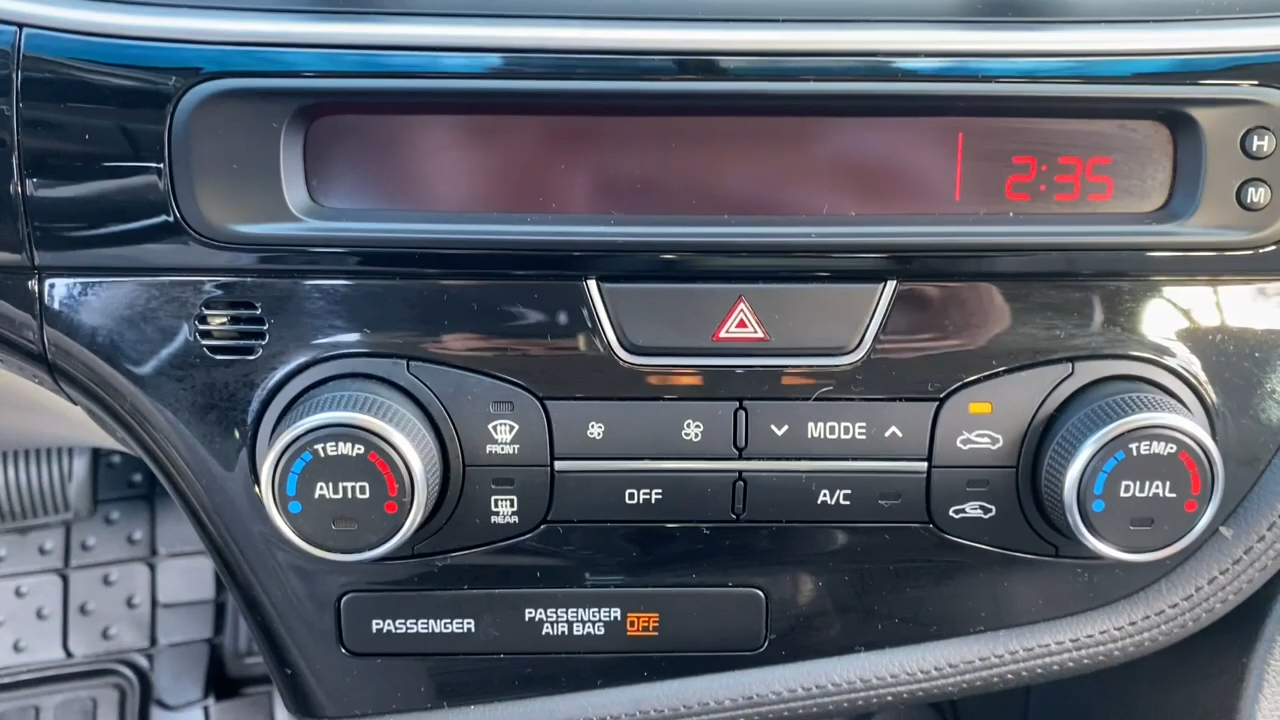 2:35
H
M
FRONT
MODE
TEMP
AUTO
TEMP
DUAL
OFF
A/C
REAR
PASSENGER
PASSENGER
AIR BAG OFF